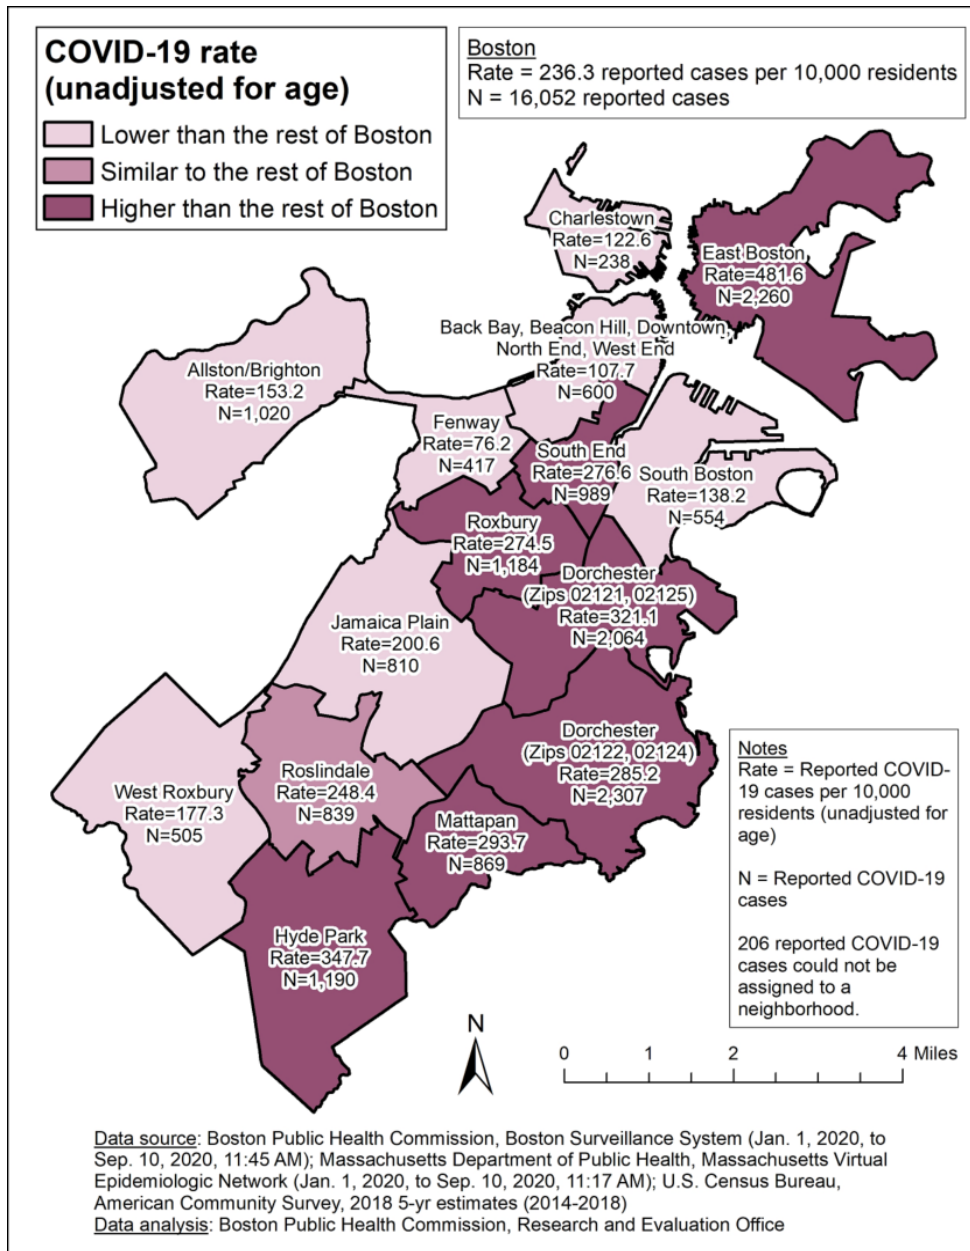 COVID-19 rate
(unadjusted for age)
Lower than the rest of Boston
Similar to the rest of Boston
Higher than the rest of Boston
Boston
Rate = 236.3 reported cases per 10,000 residents
N = 16,052 reported cases
Charlestown
Rate=122.6
N=238
East Boston
Rate=481.6
N=2,260
Back Bay, Beacon Hill, Downtown,
North End, West End
Rate=107.7
N=600
Allston/Brighton
Rate=153.2
N=1,020
Fenway
Rate=76.2
N=417
South End
Rate=276.6
N=989
South Boston
Rate=138.2
N=554
Roxbury
Rate=274.5
N=1,184
Dorchester
(Zips 02121, 02125)
Rate=321.1
N=2,064
Jamaica Plain
Rate=200.6
N=810
Dorchester
(Zips 02122, 02124)
Rate=285.2
N=2,307
Roslindale
Rate=248.4
N=839
West Roxbury
Rate=177.3
N=505
Mattapan
Rate=293.7
N=869
Hyde Park
Rate=347.7
N=1,190
Notes
Rate = Reported COVID-
19 cases per 10,000
residents (unadjusted for
age)
N = Reported COVID-19
cases
206 reported COVID-19
cases could not be
assigned to a
neighborhood.
N
0 1 2 4 Miles
Data source: Boston Public Health Commission, Boston Surveillance System (Jan. 1, 2020, to
Sep. 10, 2020, 11:45 AM); Massachusetts Department of Public Health, Massachusetts Virtual
Epidemiologic Network (Jan. 1, 2020, to Sep. 10, 2020, 11:17 AM); U.S. Census Bureau,
American Community Survey, 2018 5-yr estimates (2014-2018)
Data analysis: Boston Public Health Commission, Research and Evaluation Office